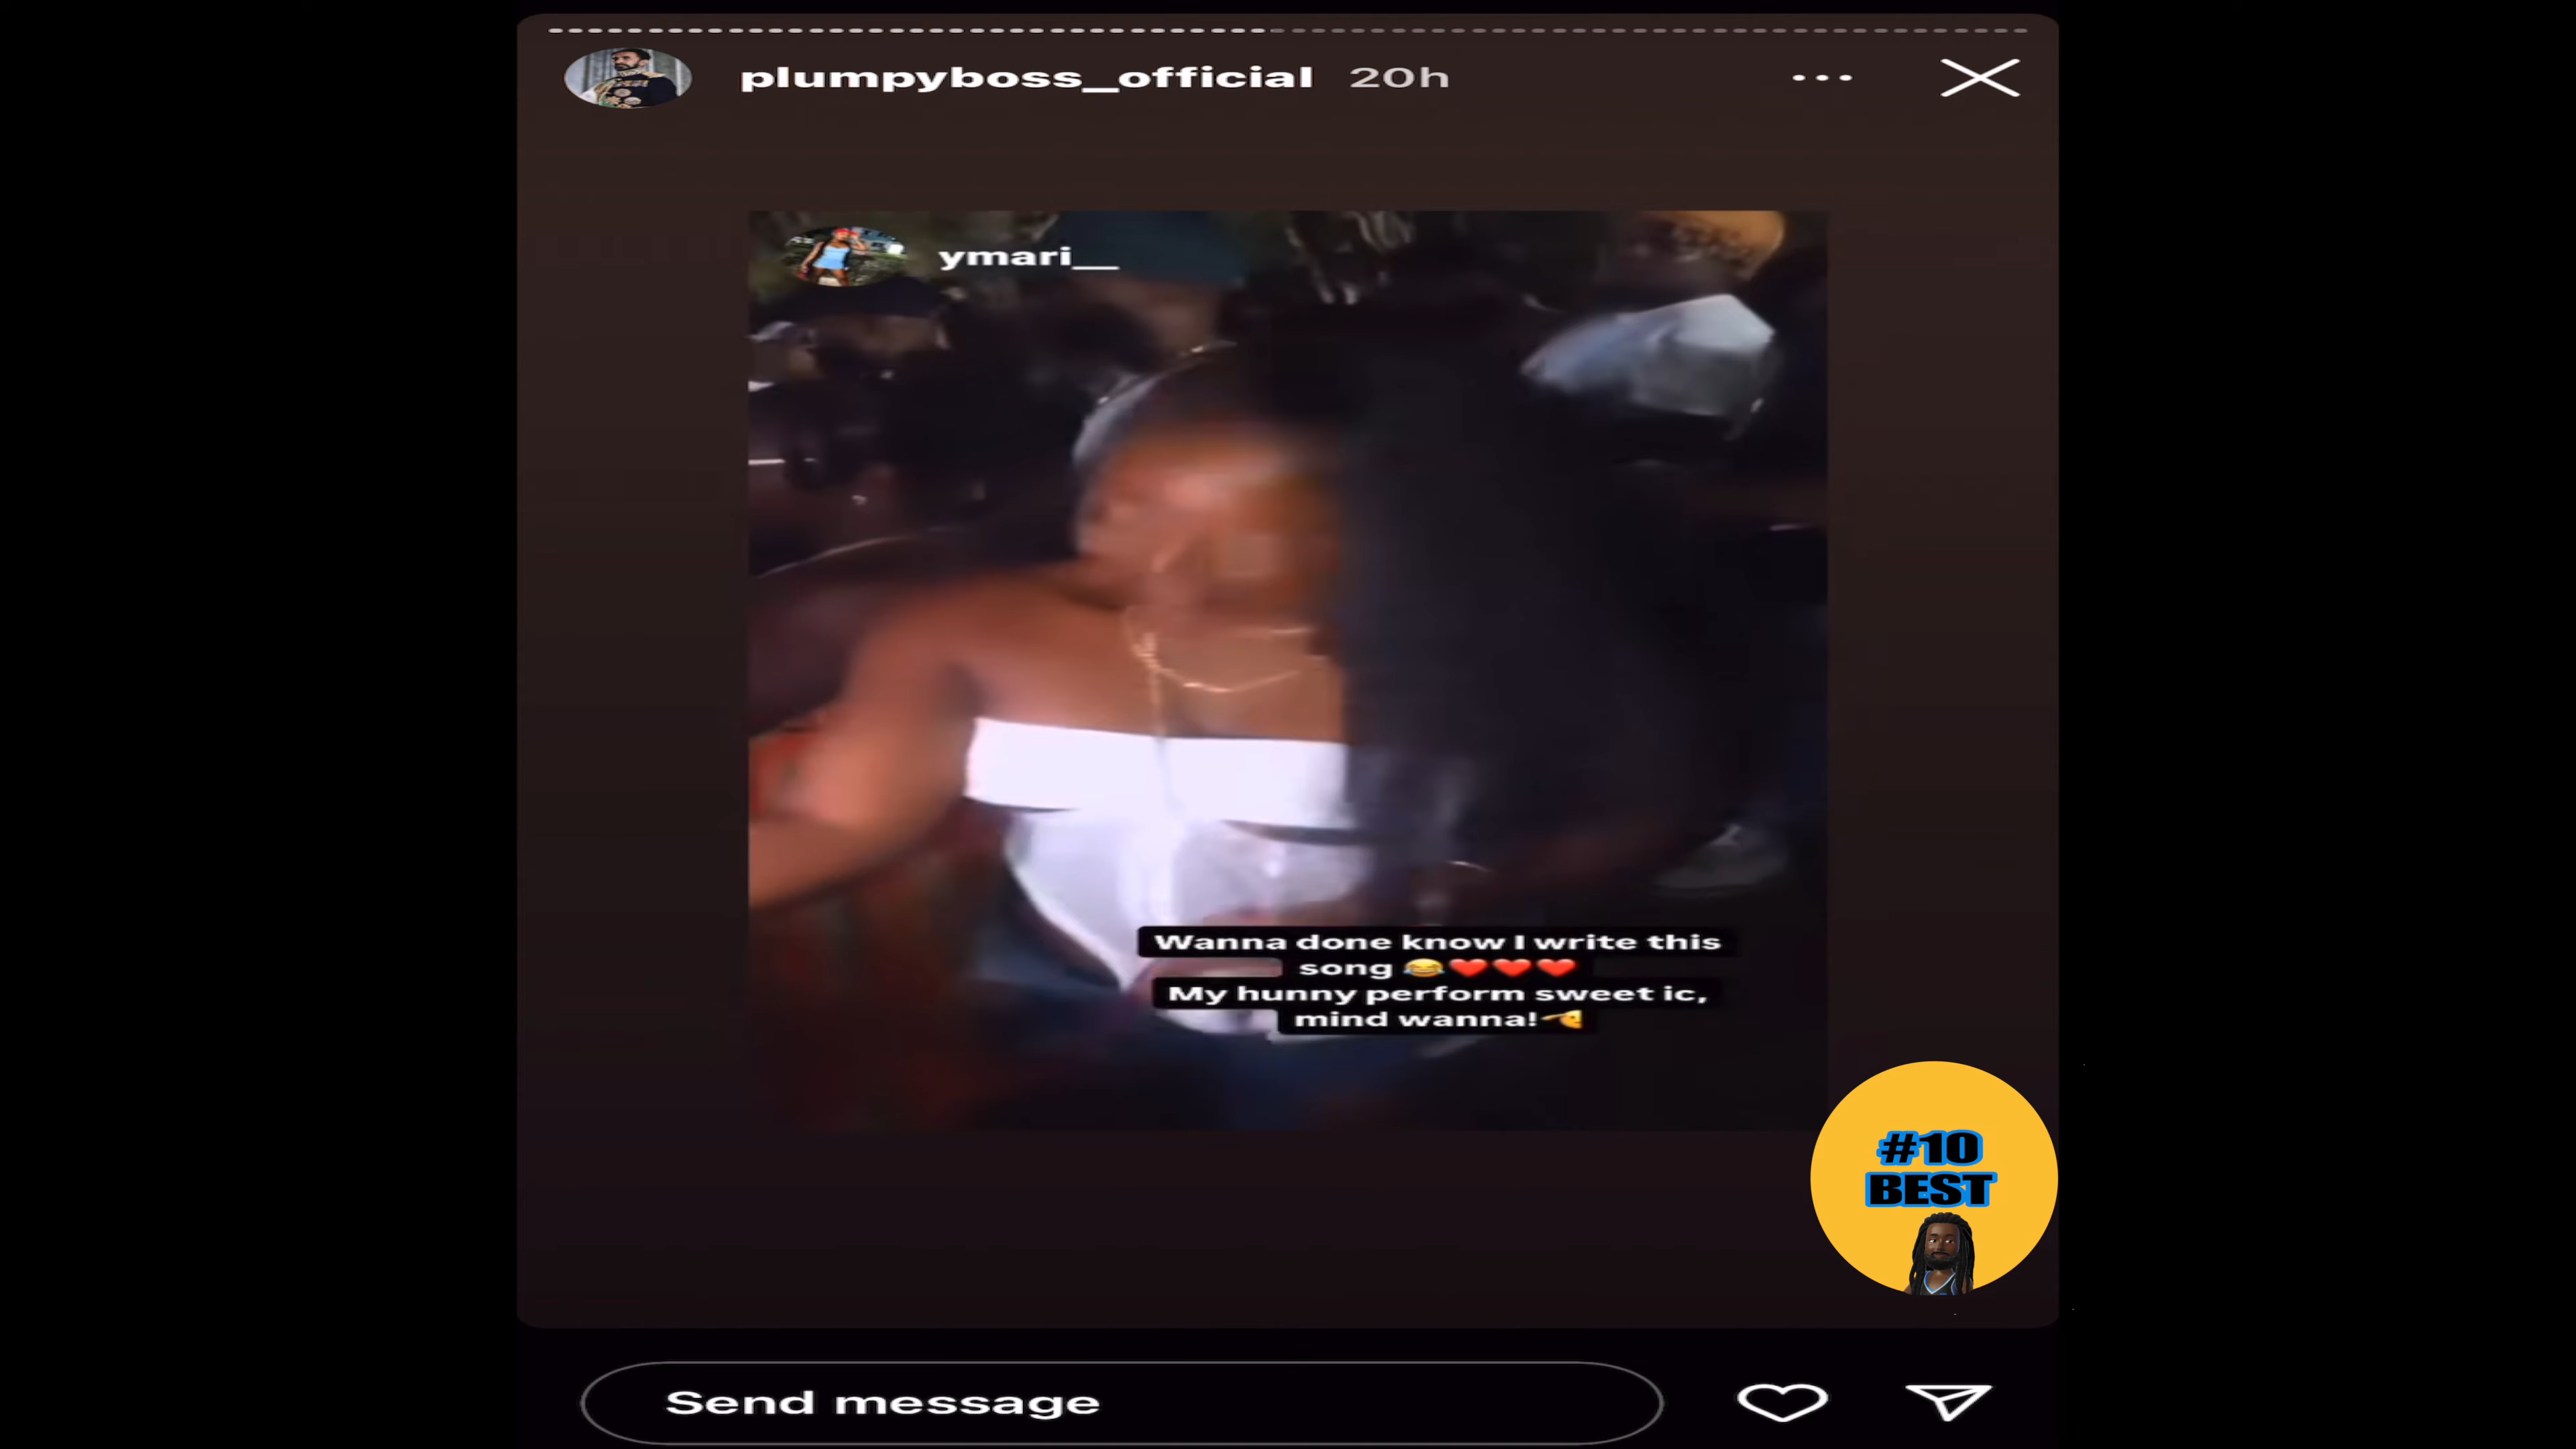 plumpyboss__official 20h
ymari__
Wanna done know I write this
song 😂❤️❤️❤️
My hunny perform sweet ic,
mind wanna!🔫
#10
BEST
Send message